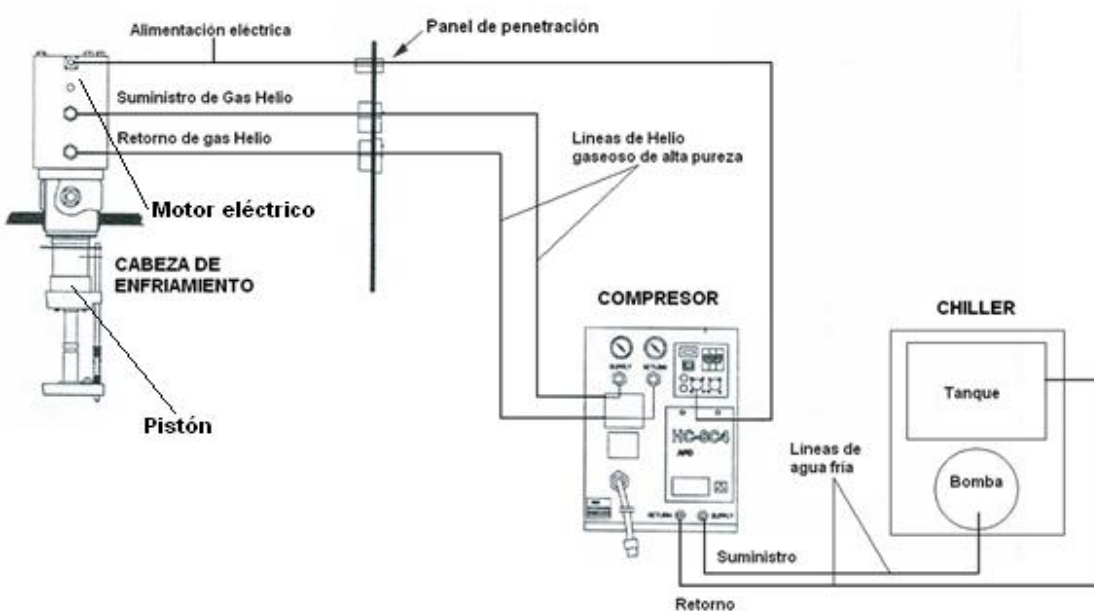 Alimentación eléctrica
Panel de penetración
Suministro de Gas Helio
Retorno de gas Helio
Líneas de Helio
gaseoso de alta pureza
Motor eléctrico
CABEZA DE
ENFRIAMIENTO
Pistón
COMPRESOR
SUPPLY
RETURN
HC-8C4
APD
RETURN
SUPPLY
CHILLER
Tanque
Bomba
Líneas de
agua fría
Suministro
Retorno